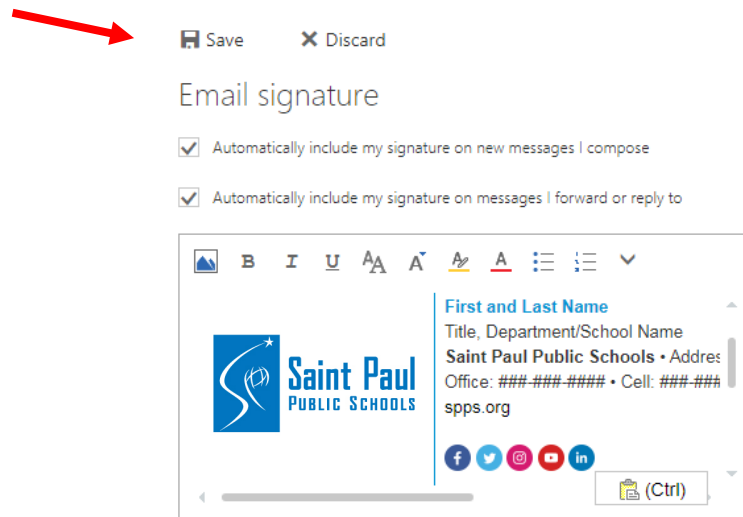 Save Discard
Email signature
Automatically include my signature on new messages I compose
Automatically include my signature on messages I forward or reply to
B I U AA A A A
First and Last Name
Title, Department/School Name
Saint Paul Public Schools • Addres
Office: ###-###-#### • Cell: ###-###
spps.org
Saint Paul
PUBLIC SCHOOLS
(Ctrl)